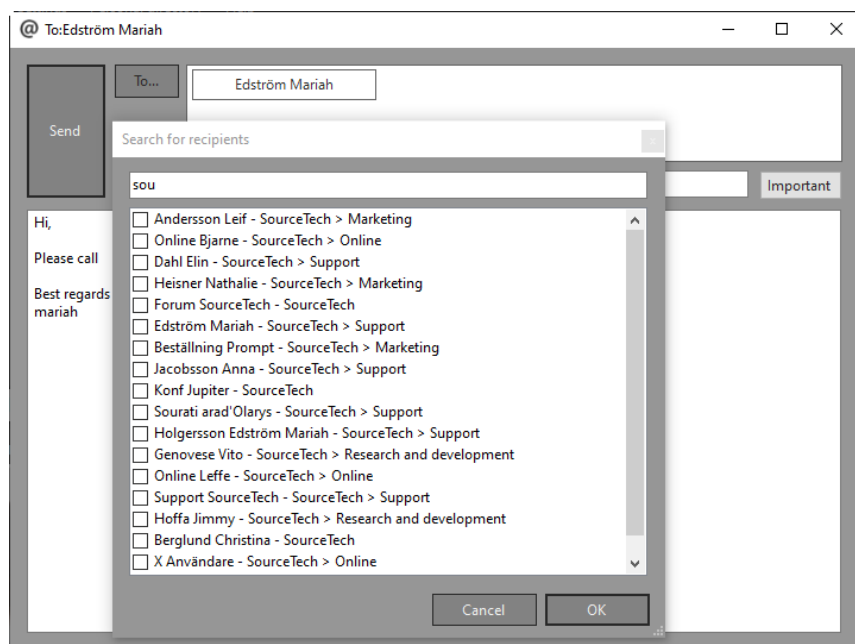 @ To:Edström Mariah
To...
Edström Mariah
Send
Search for recipients
sou
Important
Hi,
Please call
Best regards
mariah
Andersson Leif - SourceTech > Marketing
Online Bjarne - SourceTech > Online
Dahl Elin - SourceTech > Support
Heisner Nathalie - SourceTech > Marketing
Forum SourceTech - SourceTech
Edström Mariah - SourceTech > Support
Beställning Prompt - SourceTech > Marketing
Jacobsson Anna - SourceTech > Support
Konf Jupiter - SourceTech
Sourati arad'Olarys - SourceTech > Support
Holgersson Edström Mariah - SourceTech > Support
Genovese Vito - SourceTech > Research and development
Online Leffe - SourceTech > Online
Support SourceTech - SourceTech > Support
Hoffa Jimmy - SourceTech > Research and development
Berglund Christina - SourceTech
X Användare - SourceTech > Online
Cancel
OK